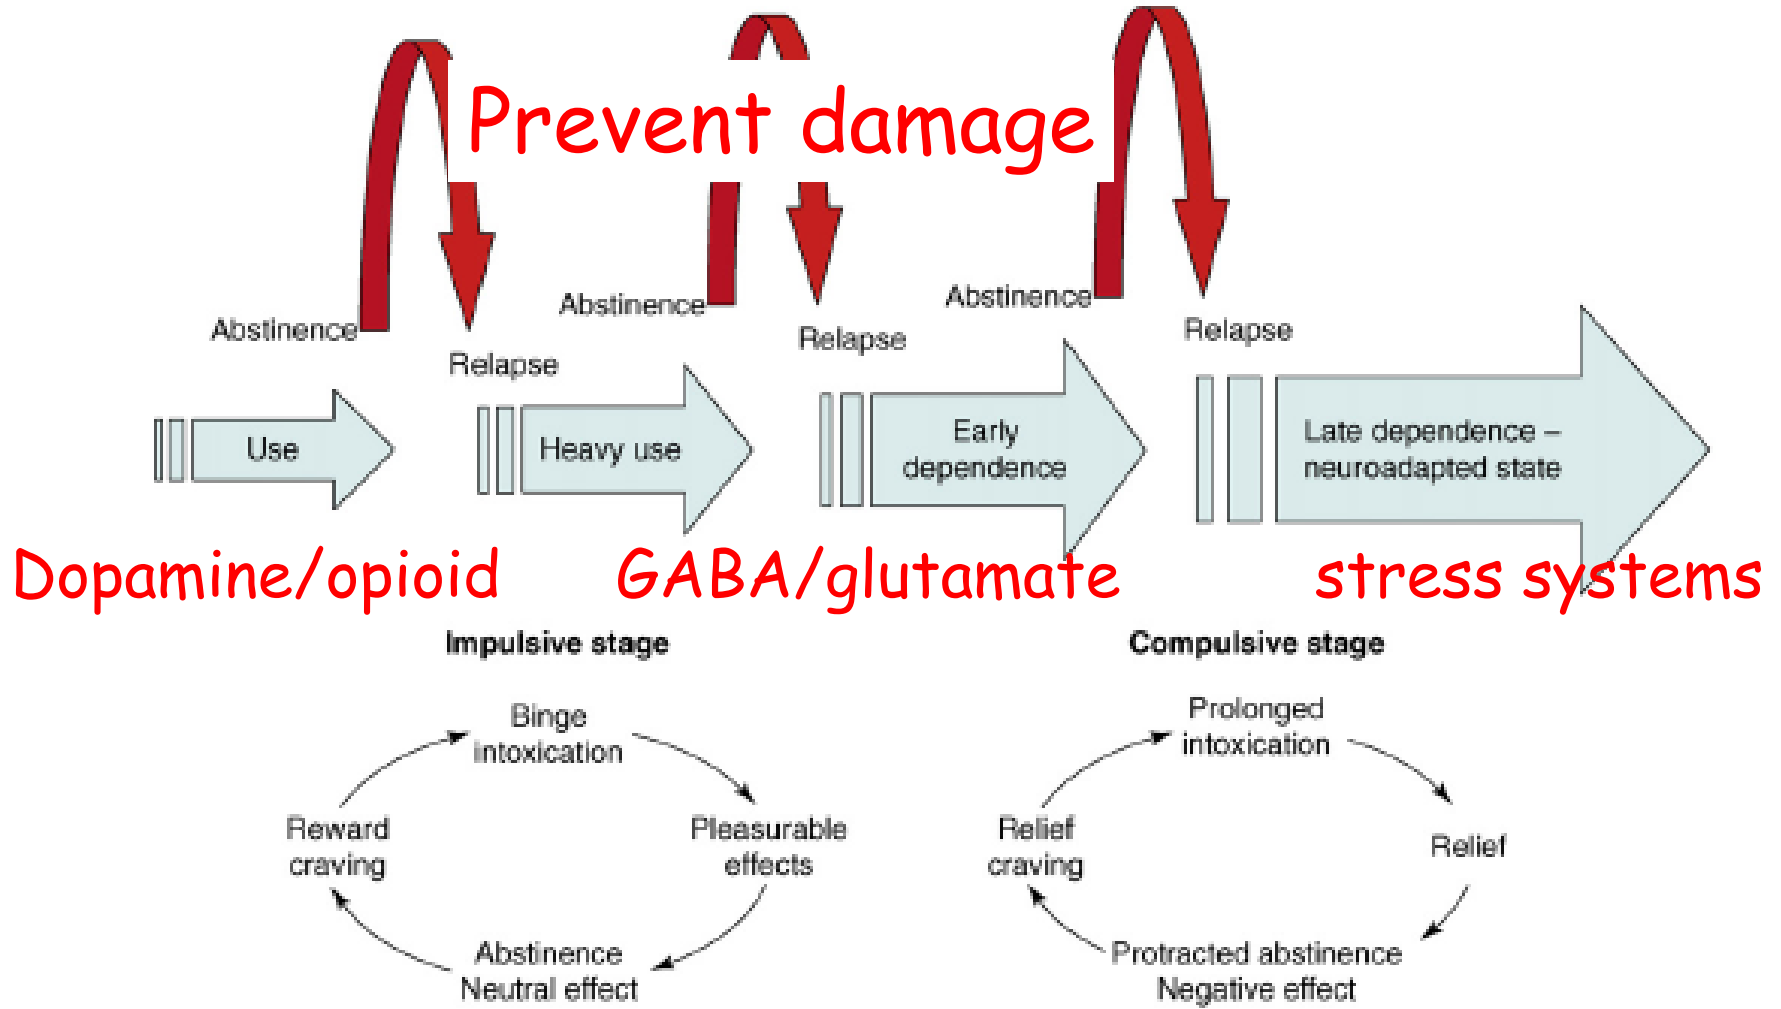 Prevent damage
Abstinence
Relapse
Abstinence
Relapse
Abstinence
Relapse
Use
Heavy use
Early
dependence
Late dependence –
neuroadapted state
Dopamine/opioid
GABA/glutamate
stress systems
Impulsive stage
Binge
intoxication
Pleasurable
effects
Abstinence
Neutral effect
Reward
craving
Compulsive stage
Prolonged
intoxication
Relief
Protracted abstinence
Negative effect
Relief
craving